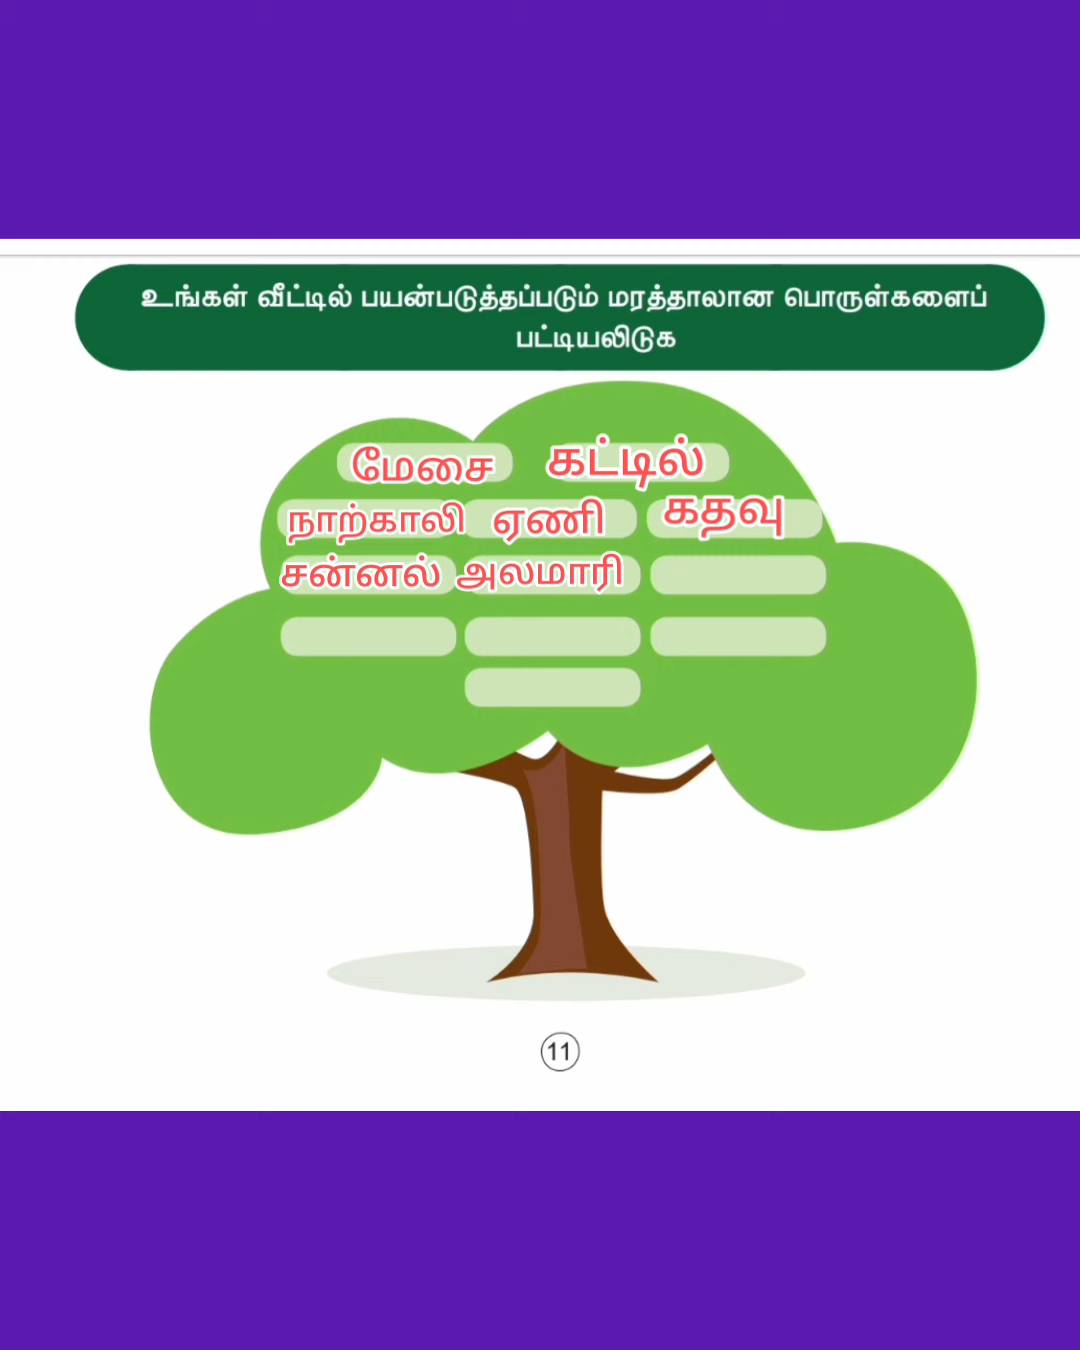 உங்கள் வீட்டில் பயன்படுத்தப்படும் மரத்தாலான பொருள்களைப்
பட்டியலிடுக
மேசை கட்டில்
நாற்காலி ஏணி கதவு
சன்னல் அலமாரி
11